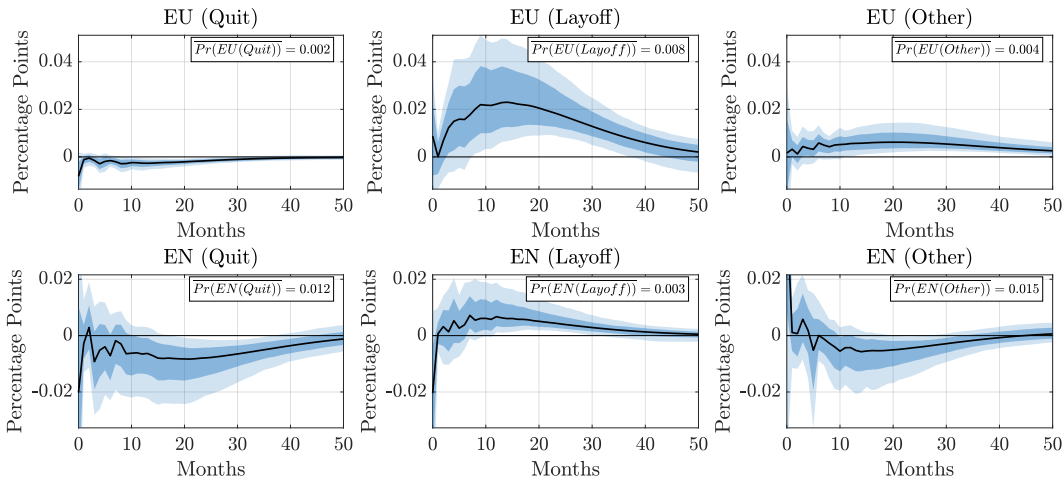 EU (Quit)
EU (Layoff)
EU (Other)
Pr(EU(Quit)) = 0.002
Pr(EU(Layoff)) = 0.008
Pr(EU(Other)) = 0.004
Percentage Points
0.04
0.02
0
0 10 20 30 40 50
Months
Percentage Points
0.04
0.02
0
0 10 20 30 40 50
Months
Percentage Points
0.04
0.02
0
0 10 20 30 40 50
Months
EN (Quit)
EN (Layoff)
EN (Other)
Pr(EN(Quit)) = 0.012
Pr(EN(Layoff)) = 0.003
Pr(EN(Other)) = 0.015
Percentage Points
0.02
0
-0.02
0 10 20 30 40 50
Months
Percentage Points
0.02
0
-0.02
0 10 20 30 40 50
Months
Percentage Points
0.02
0
-0.02
0 10 20 30 40 50
Months